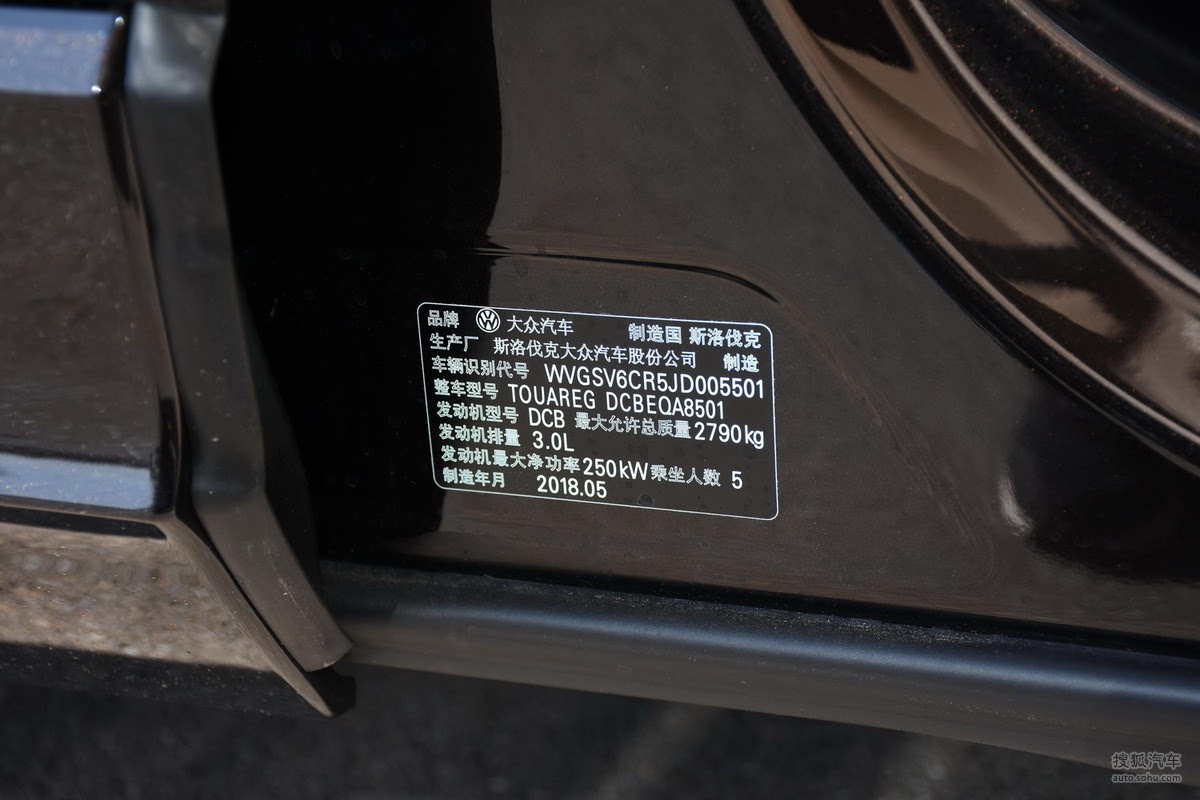 品牌 大众汽车 制造国 斯洛伐克
生产厂 斯洛伐克大众汽车股份公司 制造
车辆识别代号 WVGSV6CR5JD005501
整车型号 TOUAREG DCBEQA8501
发动机型号 DCB 最大允许总质量 2790kg
发动机排量 3.0L
发动机最大净功率 250kW 乘坐人数 5
制造年月 2018.05
搜狐汽车
auto.sohu.com